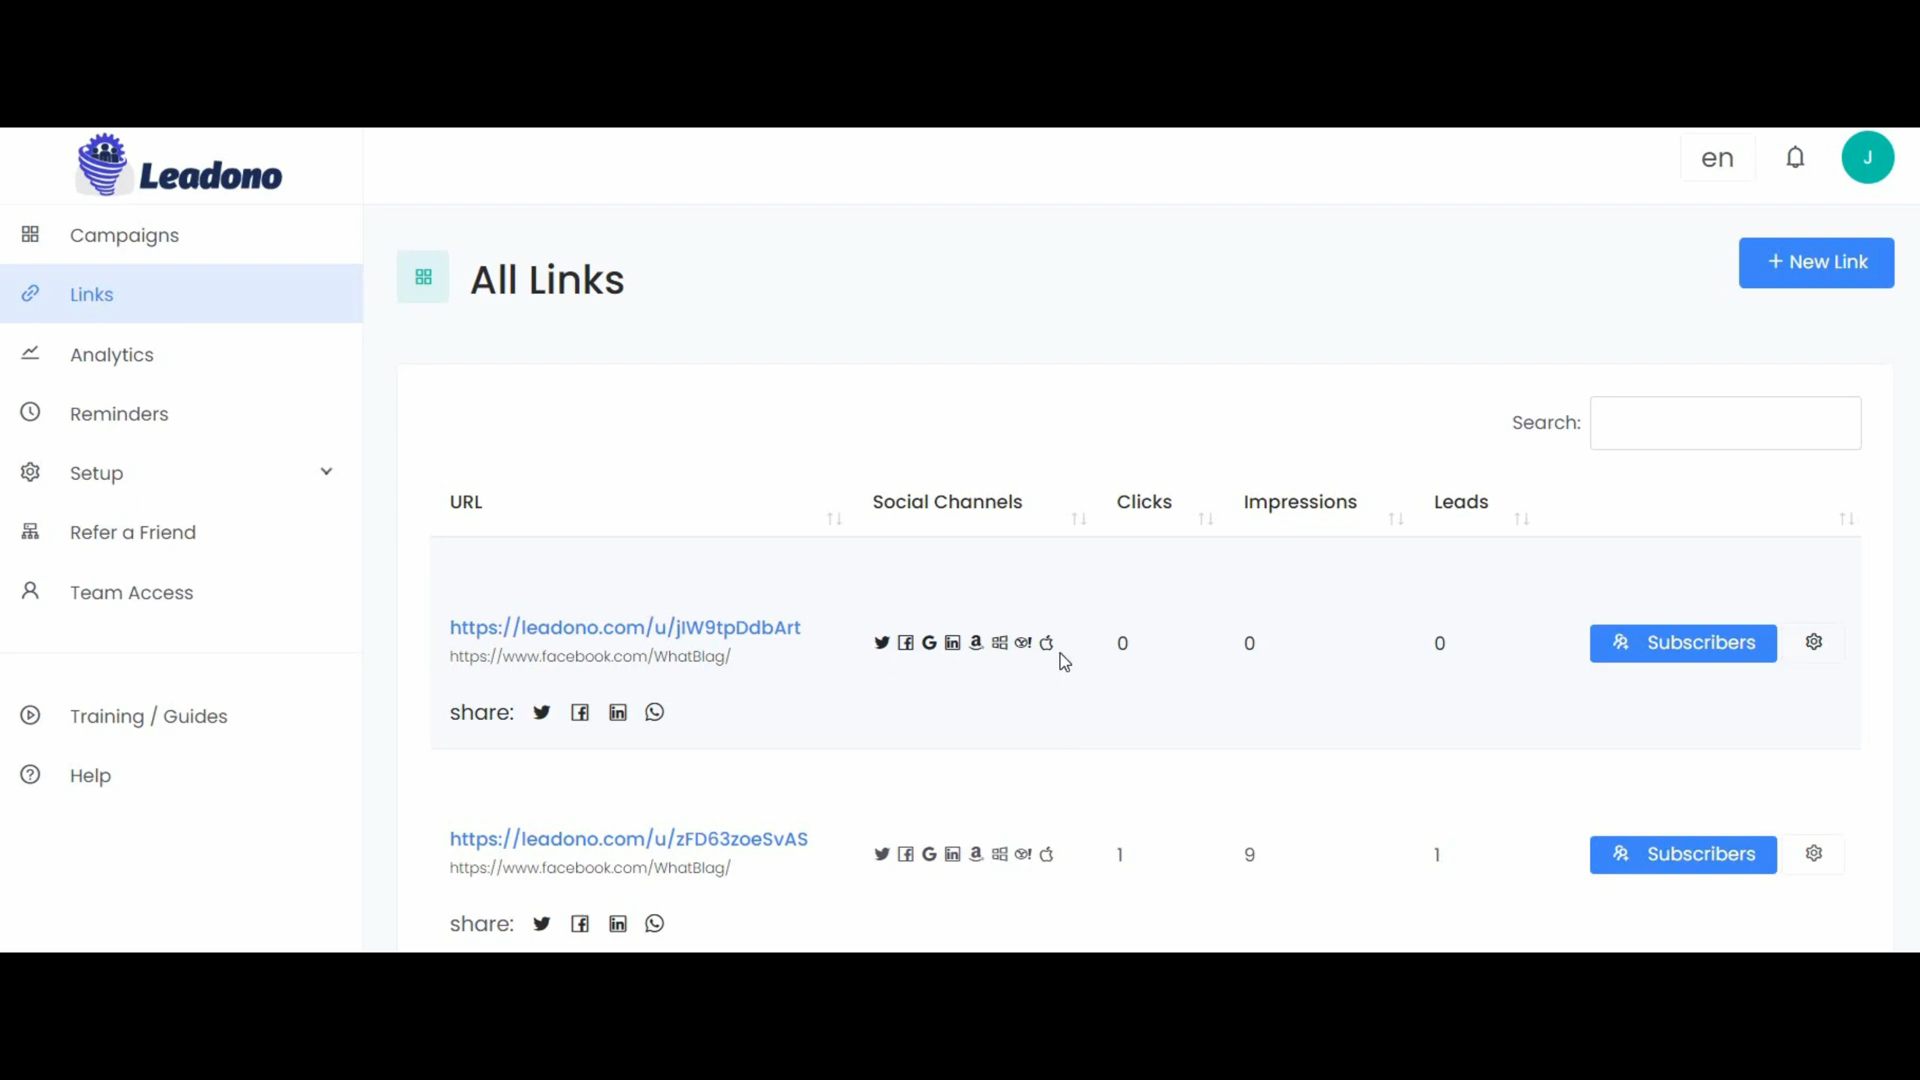 Leadono
en
J
Campaigns
Links
Analytics
Reminders
Setup
Refer a Friend
Team Access
Training / Guides
Help
All Links
+ New Link
Search:
URL Social Channels Clicks Impressions Leads
https://leadono.com/u/jIW9tpDdbArt
https://www.facebook.com/WhatBlag/
0 0 0 Subscribers
share:
https://leadono.com/u/zFD63zoeSvAS
https://www.facebook.com/WhatBlag/
1 9 1 Subscribers
share: